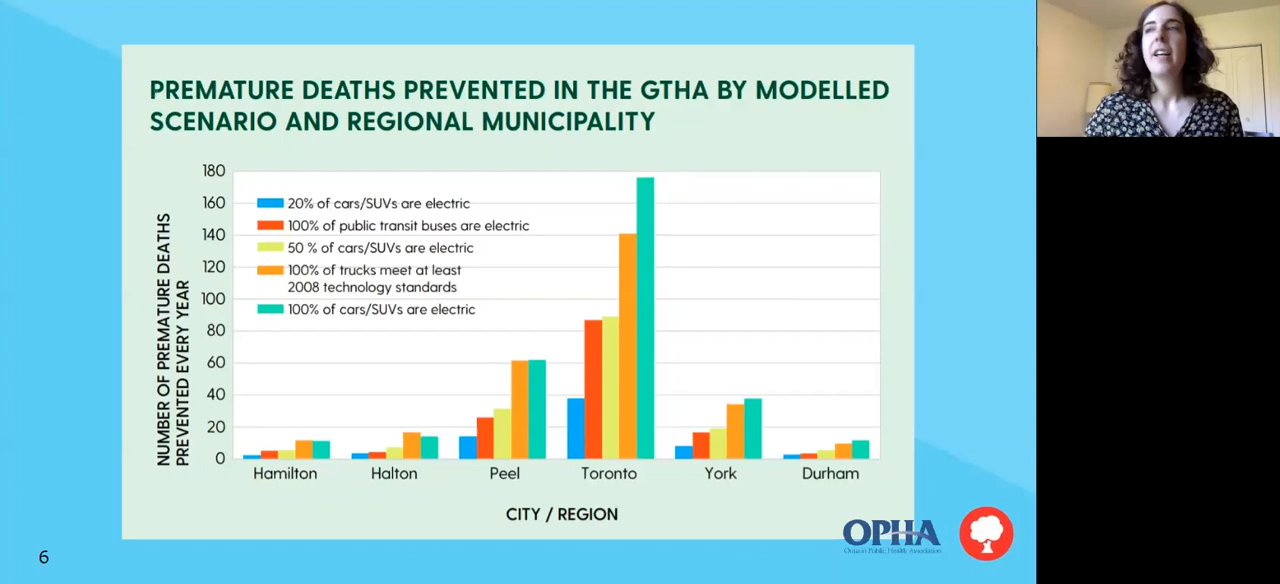 PREMATURE DEATHS PREVENTED IN THE GTHA BY MODELLED
SCENARIO AND REGIONAL MUNICIPALITY
NUMBER OF PREMATURE DEATHS
PREVENTED EVERY YEAR
180
160
140
120
100
80
60
40
20
0
20% of cars/SUVs are electric
100% of public transit buses are electric
50 % of cars/SUVs are electric
100% of trucks meet at least
2008 technology standards
100% of cars/SUVs are electric
Hamilton
Halton
Peel
Toronto
York
Durham
CITY / REGION
OPHA
Ontario Public Health Association
6